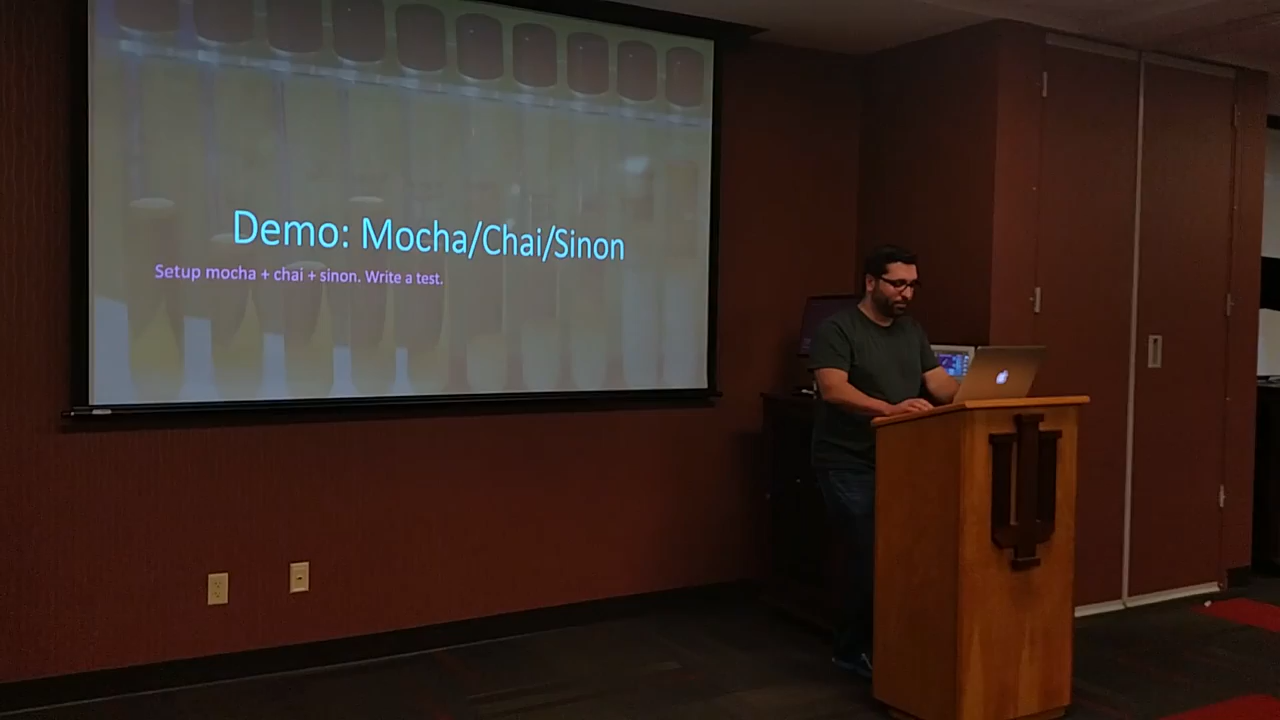 Demo: Mocha/Chai/Sinon
Setup mocha + chai + sinon. Write a test.